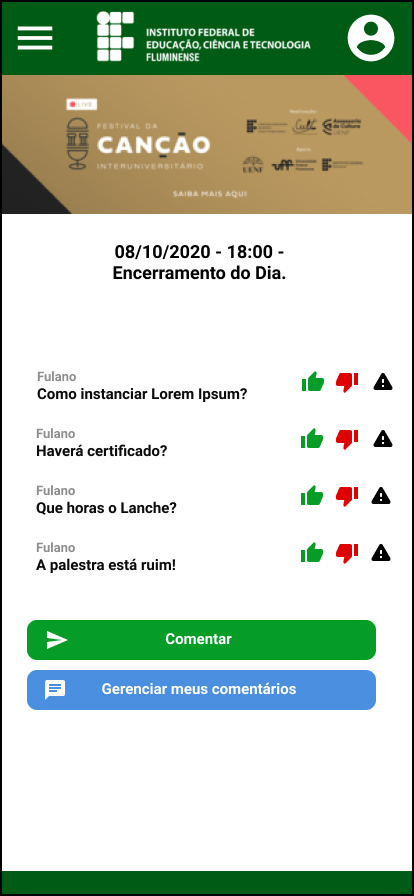 INSTITUTO FEDERAL DE
EDUCAÇÃO, CIÊNCIA E TECNOLOGIA
FLUMINENSE
LIVE
FESTIVAL DA
CANÇÃO
INTERUNIVERSITÁRIO
UENF
uff
SAIBA MAIS AQUI
08/10/2020 - 18:00 -
Encerramento do Dia.
Fulano
Como instanciar Lorem Ipsum?
Fulano
Haverá certificado?
Fulano
Que horas o Lanche?
Fulano
A palestra está ruim!
Comentar
Gerenciar meus comentários